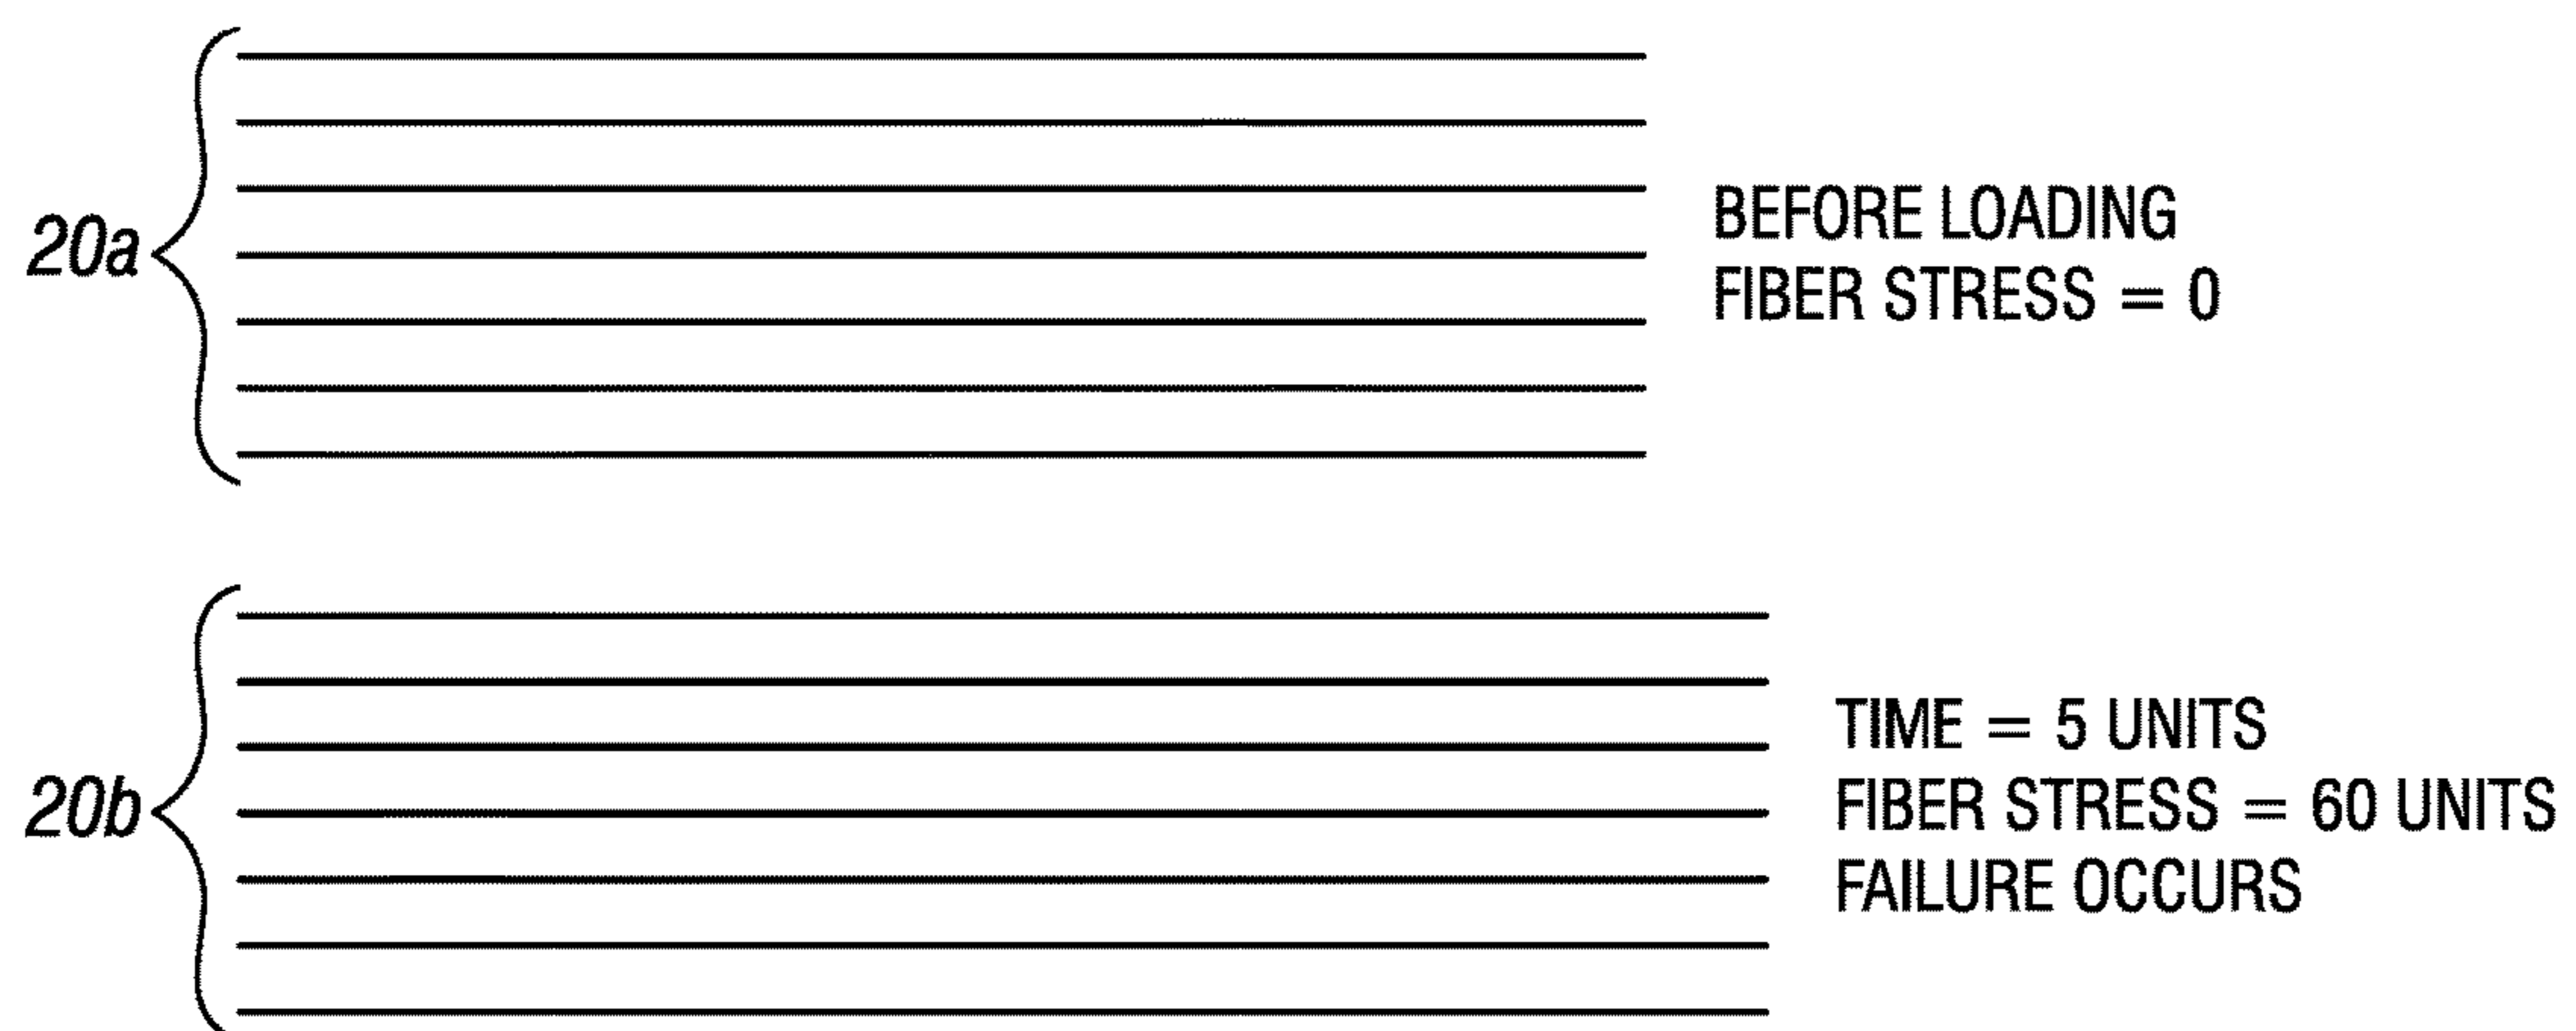 20a
BEFORE LOADING
FIBER STRESS = 0
20b
TIME = 5 UNITS
FIBER STRESS = 60 UNITS
FAILURE OCCURS